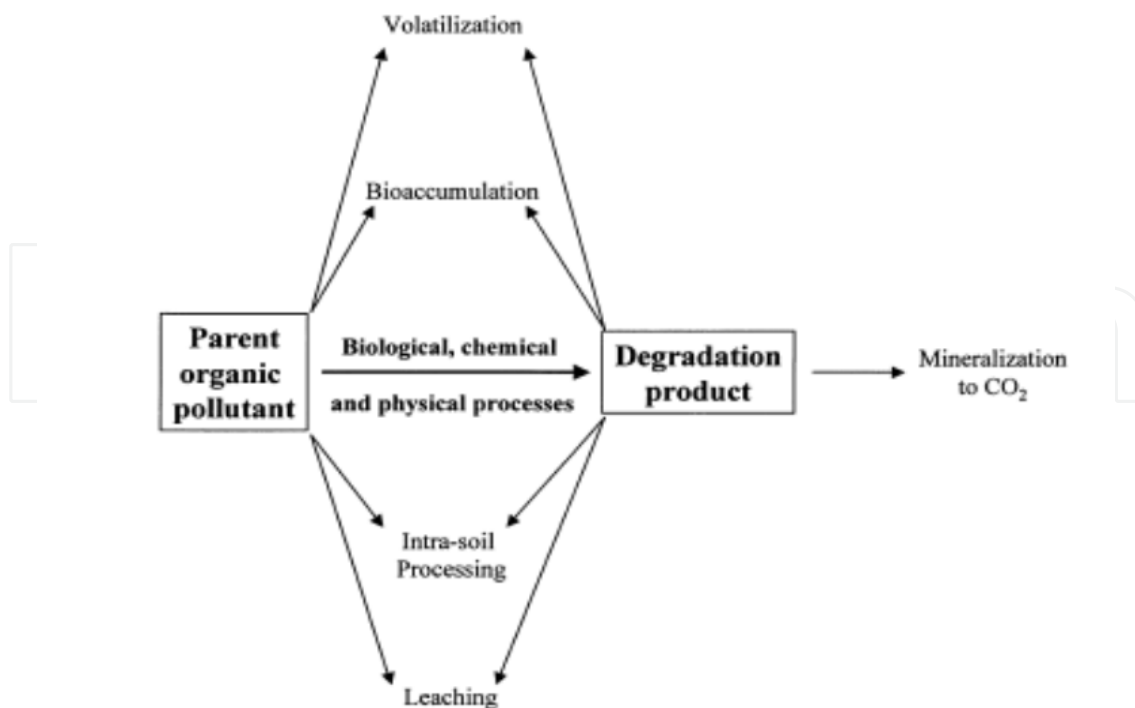 Volatilization
Bioaccumulation
Parent
organic
pollutant
Biological, chemical
and physical processes
Degradation
product
Mineralization
to CO₂
Intra-soil
Processing
Leaching